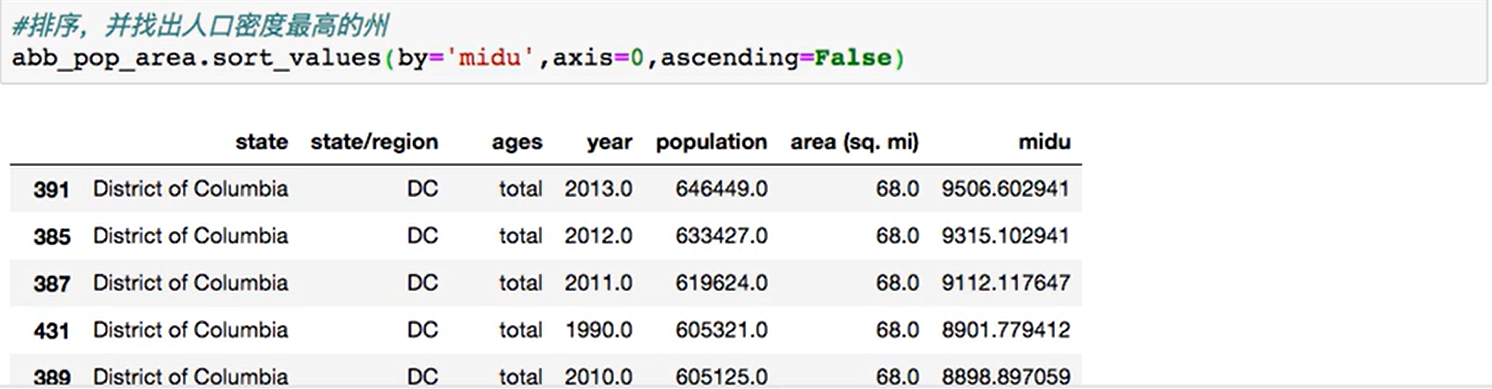 #排序，并找出人口密度最高的州
abb_pop_area.sort_values(by='midu',axis=0,ascending=False)
state state/region ages year population area (sq. mi) midu
391 District of Columbia DC total 2013.0 646449.0 68.0 9506.602941
385 District of Columbia DC total 2012.0 633427.0 68.0 9315.102941
387 District of Columbia DC total 2011.0 619624.0 68.0 9112.117647
431 District of Columbia DC total 1990.0 605321.0 68.0 8901.779412
389 District of Columbia DC total 2010.0 605125.0 68.0 8898.897059